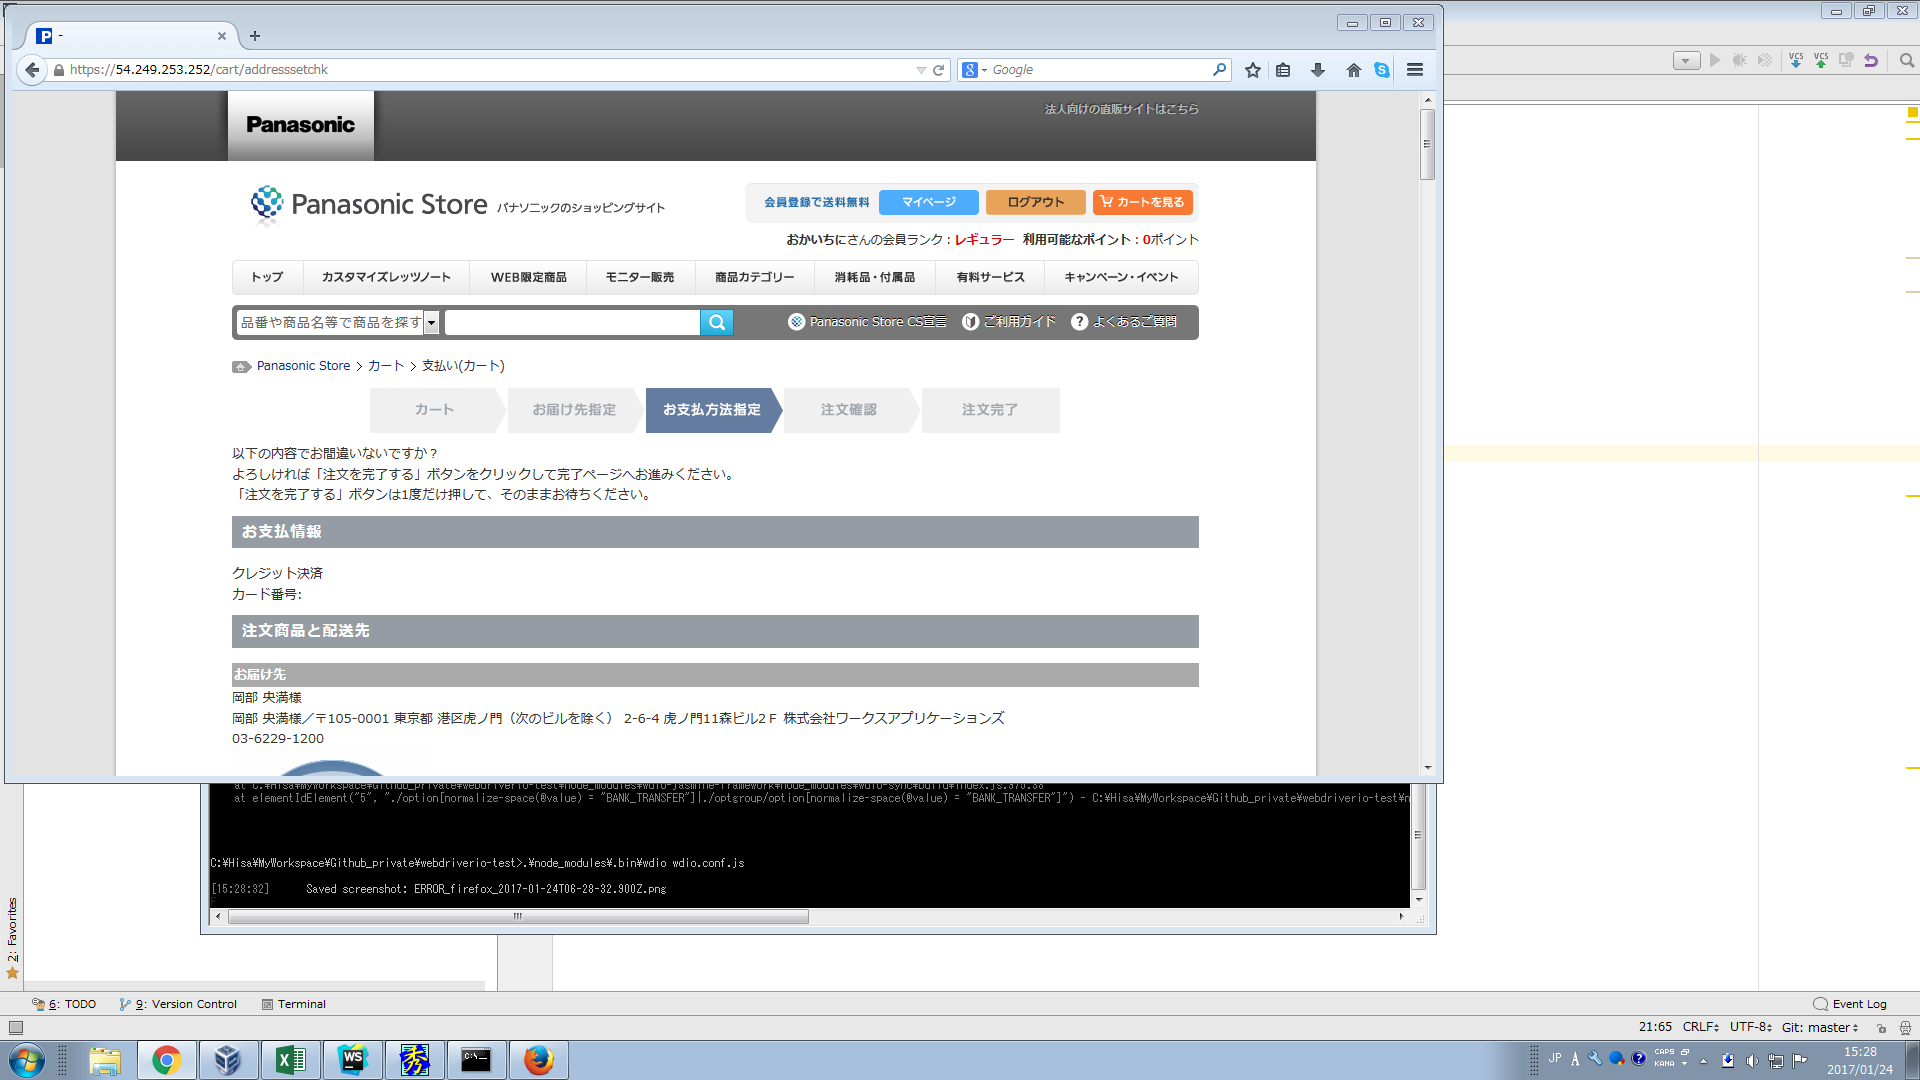 -
https://54.249.253.252/cart/addresssetchk
Google
Panasonic
法人向けの直販サイトはこちら
Panasonic Store パナソニックのショッピングサイト
会員登録で送料無料 マイページ ログアウト カートを見る
おかいちにさんの会員ランク：レギュラー 利用可能なポイント：0ポイント
トップ カスタマイズレッツノート WEB限定商品 モニター販売 商品カテゴリー 消耗品・付属品 有料サービス キャンペーン・イベント
品番や商品名等で商品を探す Panasonic Store CS宣言 ご利用ガイド よくあるご質問
Panasonic Store > カート > 支払い(カート)
カート お届け先指定 お支払方法指定 注文確認 注文完了
以下の内容でお間違いないですか？
よろしければ「注文を完了する」ボタンをクリックして完了ページへお進みください。
「注文を完了する」ボタンは1度だけ押して、そのままお待ちください。
お支払情報
クレジット決済
カード番号:
注文商品と配送先
お届け先
岡部 央満様
岡部 央満様／〒105-0001 東京都 港区虎ノ門（次のビルを除く） 2-6-4 虎ノ門11森ビル2Ｆ 株式会社ワークスアプリケーションズ
03-6229-1200
at elementIdElement("5", "./option[normalize-space(@value) = "BANK_TRANSFER"]|./optgroup/option[normalize-space(@value) = "BANK_TRANSFER"]") - C:¥Hisa¥MyWorkspace¥Github_private¥webdriverio-test¥n
C:¥Hisa¥MyWorkspace¥Github_private¥webdriverio-test>.¥node_modules¥.bin¥wdio wdio.conf.js
[15:28:32] Saved screenshot: ERROR_firefox_2017-01-24T06-28-32.900Z.png
F
VCS VCS
2: Favorites
6: TODO 9: Version Control Terminal Event Log
21:65 CRLF UTF-8 Git: master
WS 秀 C:\
JP A CAPS KANA
15:28
2017/01/24